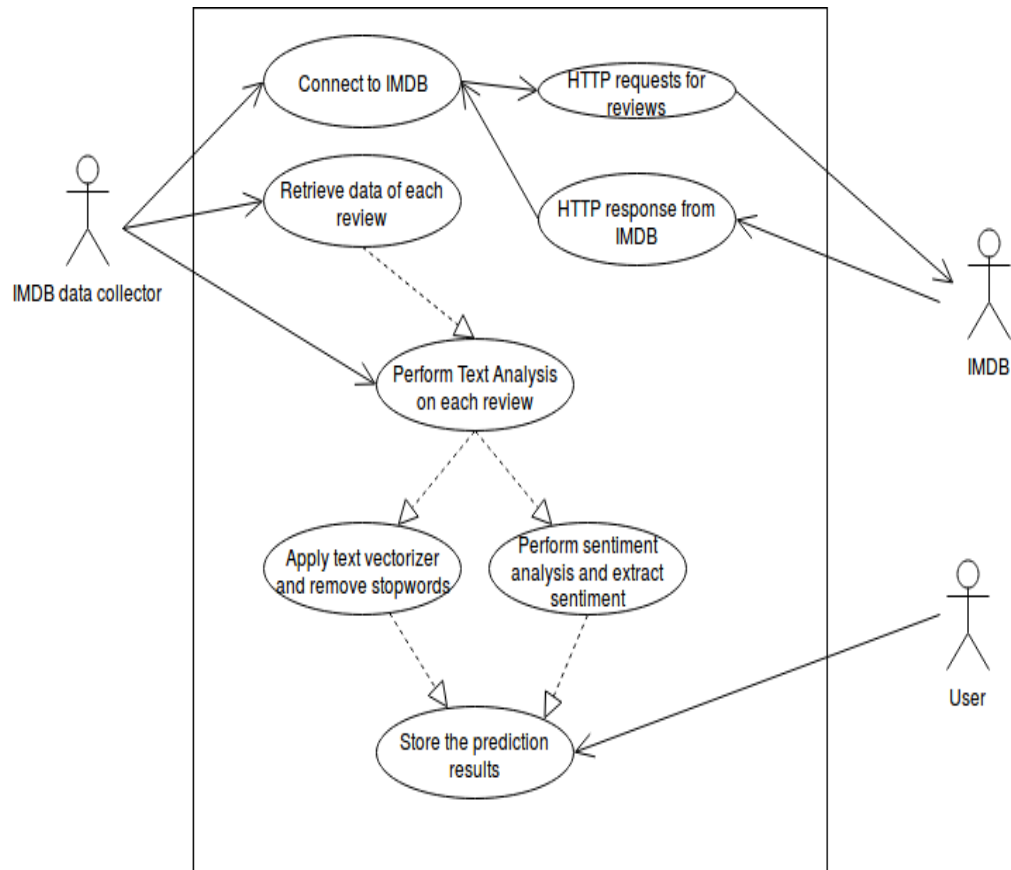 Connect to IMDB
HTTP requests for
reviews
Retrieve data of each
review
HTTP response from
IMDB
IMDB data collector
IMDB
Perform Text Analysis
on each review
Apply text vectorizer
and remove stopwords
Perform sentiment
analysis and extract
sentiment
User
Store the prediction
results